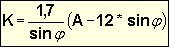 K = 1,7/sin φ (A – 12 * sin φ)